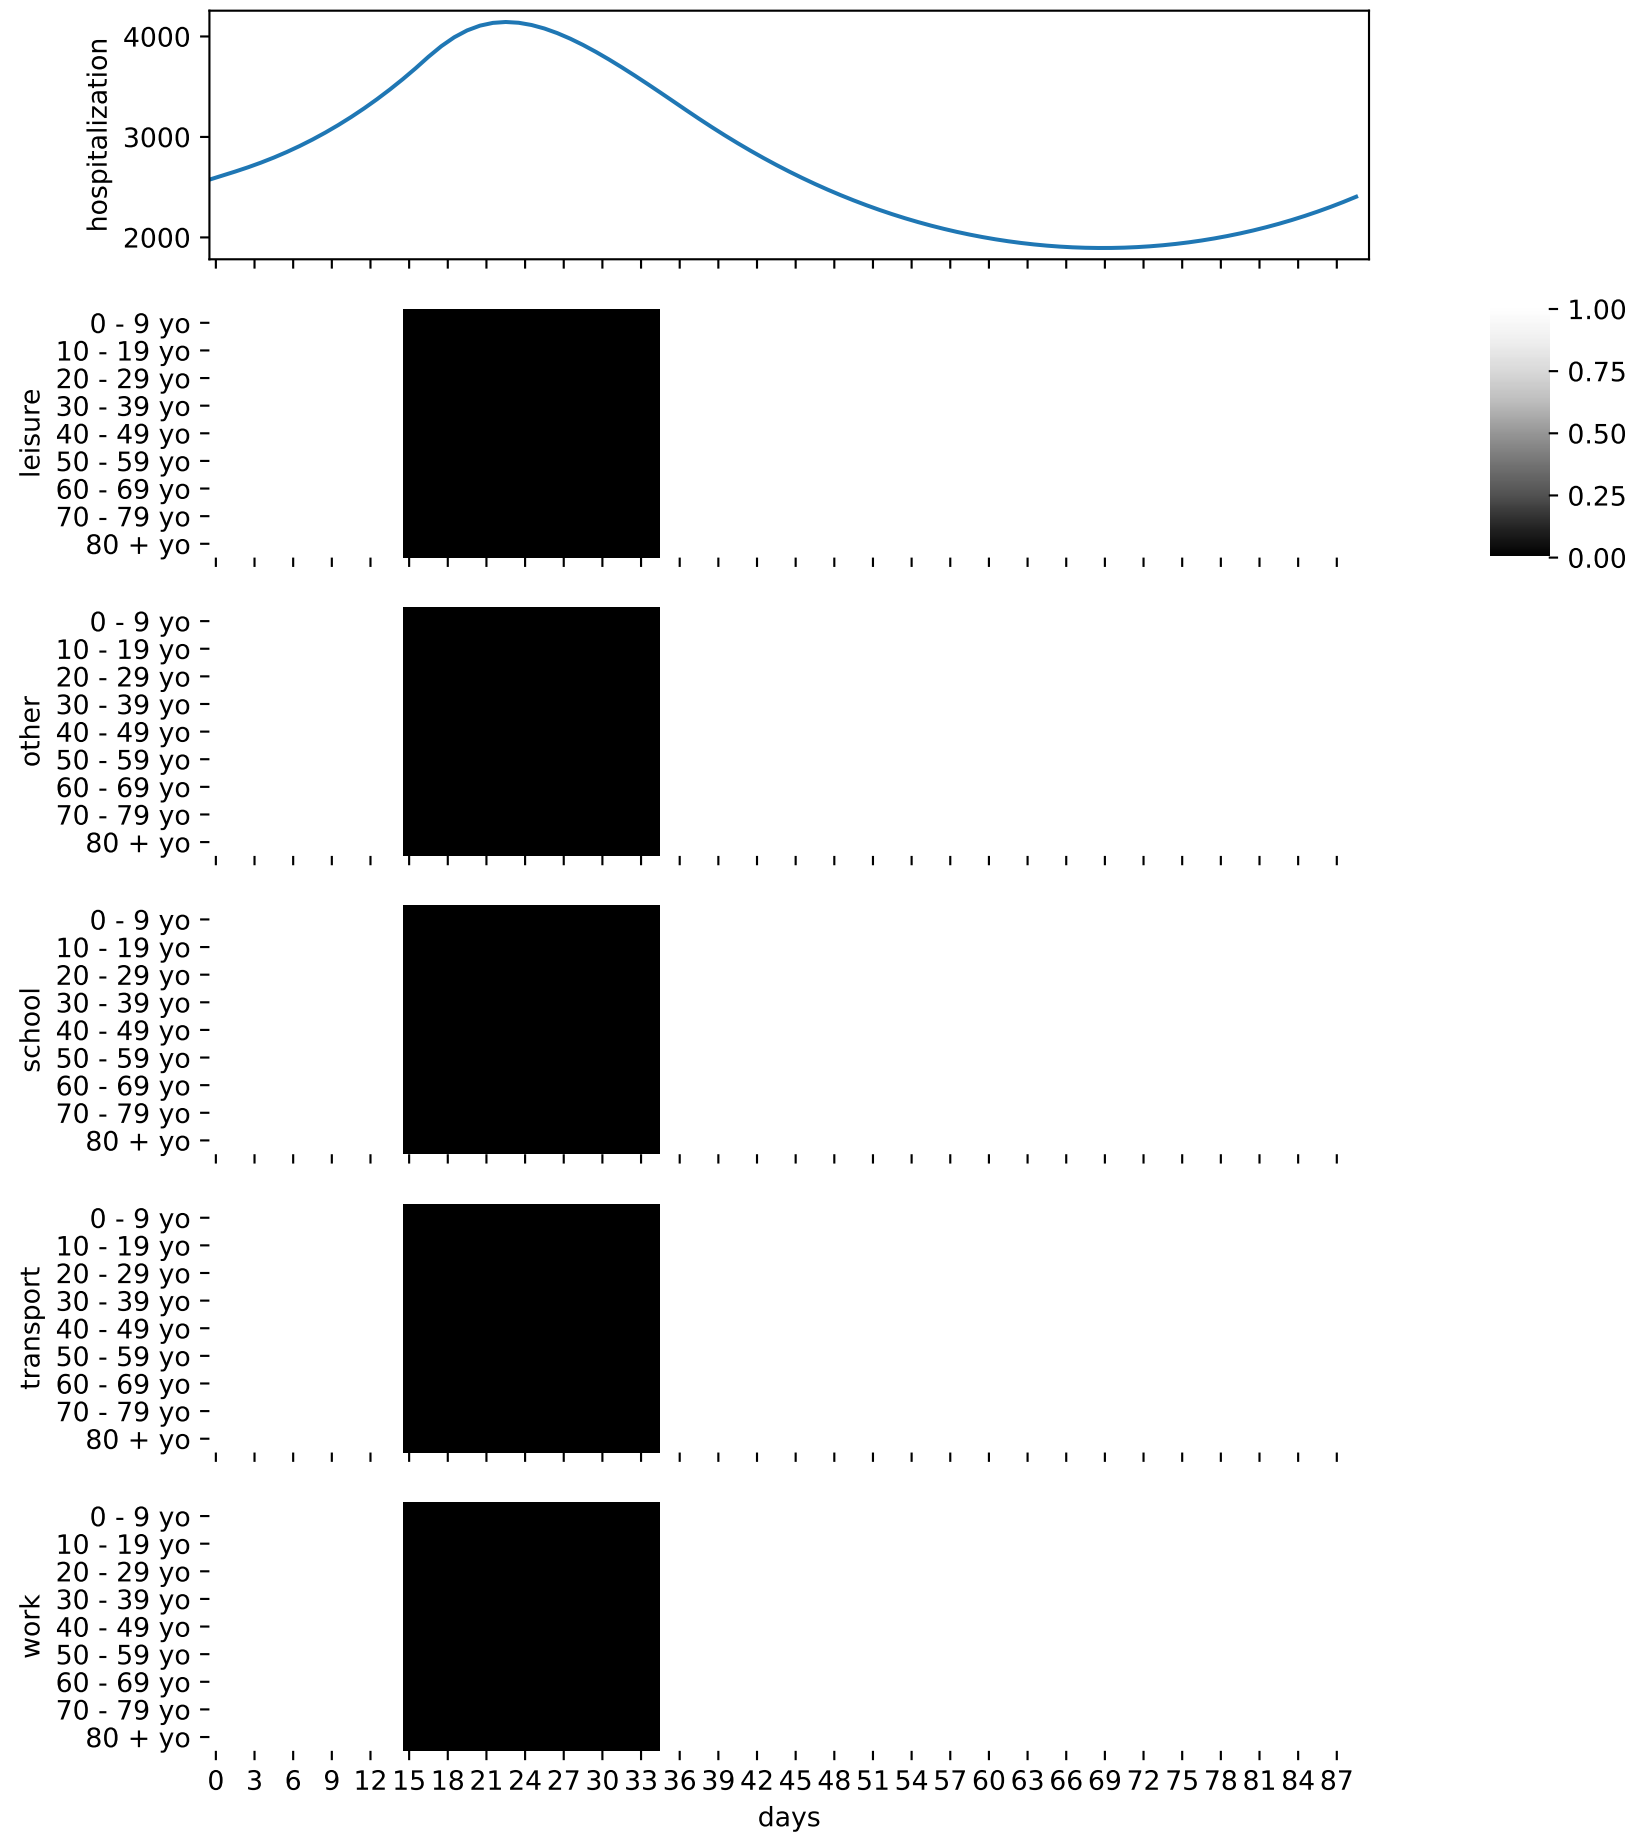 hospitalization
4000
3000
2000
leisure
0 - 9 yo
10 - 19 yo
20 - 29 yo
30 - 39 yo
40 - 49 yo
50 - 59 yo
60 - 69 yo
70 - 79 yo
80 + yo
1.00
0.75
0.50
0.25
0.00
other
0 - 9 yo
10 - 19 yo
20 - 29 yo
30 - 39 yo
40 - 49 yo
50 - 59 yo
60 - 69 yo
70 - 79 yo
80 + yo
school
0 - 9 yo
10 - 19 yo
20 - 29 yo
30 - 39 yo
40 - 49 yo
50 - 59 yo
60 - 69 yo
70 - 79 yo
80 + yo
transport
0 - 9 yo
10 - 19 yo
20 - 29 yo
30 - 39 yo
40 - 49 yo
50 - 59 yo
60 - 69 yo
70 - 79 yo
80 + yo
work
0 - 9 yo
10 - 19 yo
20 - 29 yo
30 - 39 yo
40 - 49 yo
50 - 59 yo
60 - 69 yo
70 - 79 yo
80 + yo
0 3 6 9 12 15 18 21 24 27 30 33 36 39 42 45 48 51 54 57 60 63 66 69 72 75 78 81 84 87
days